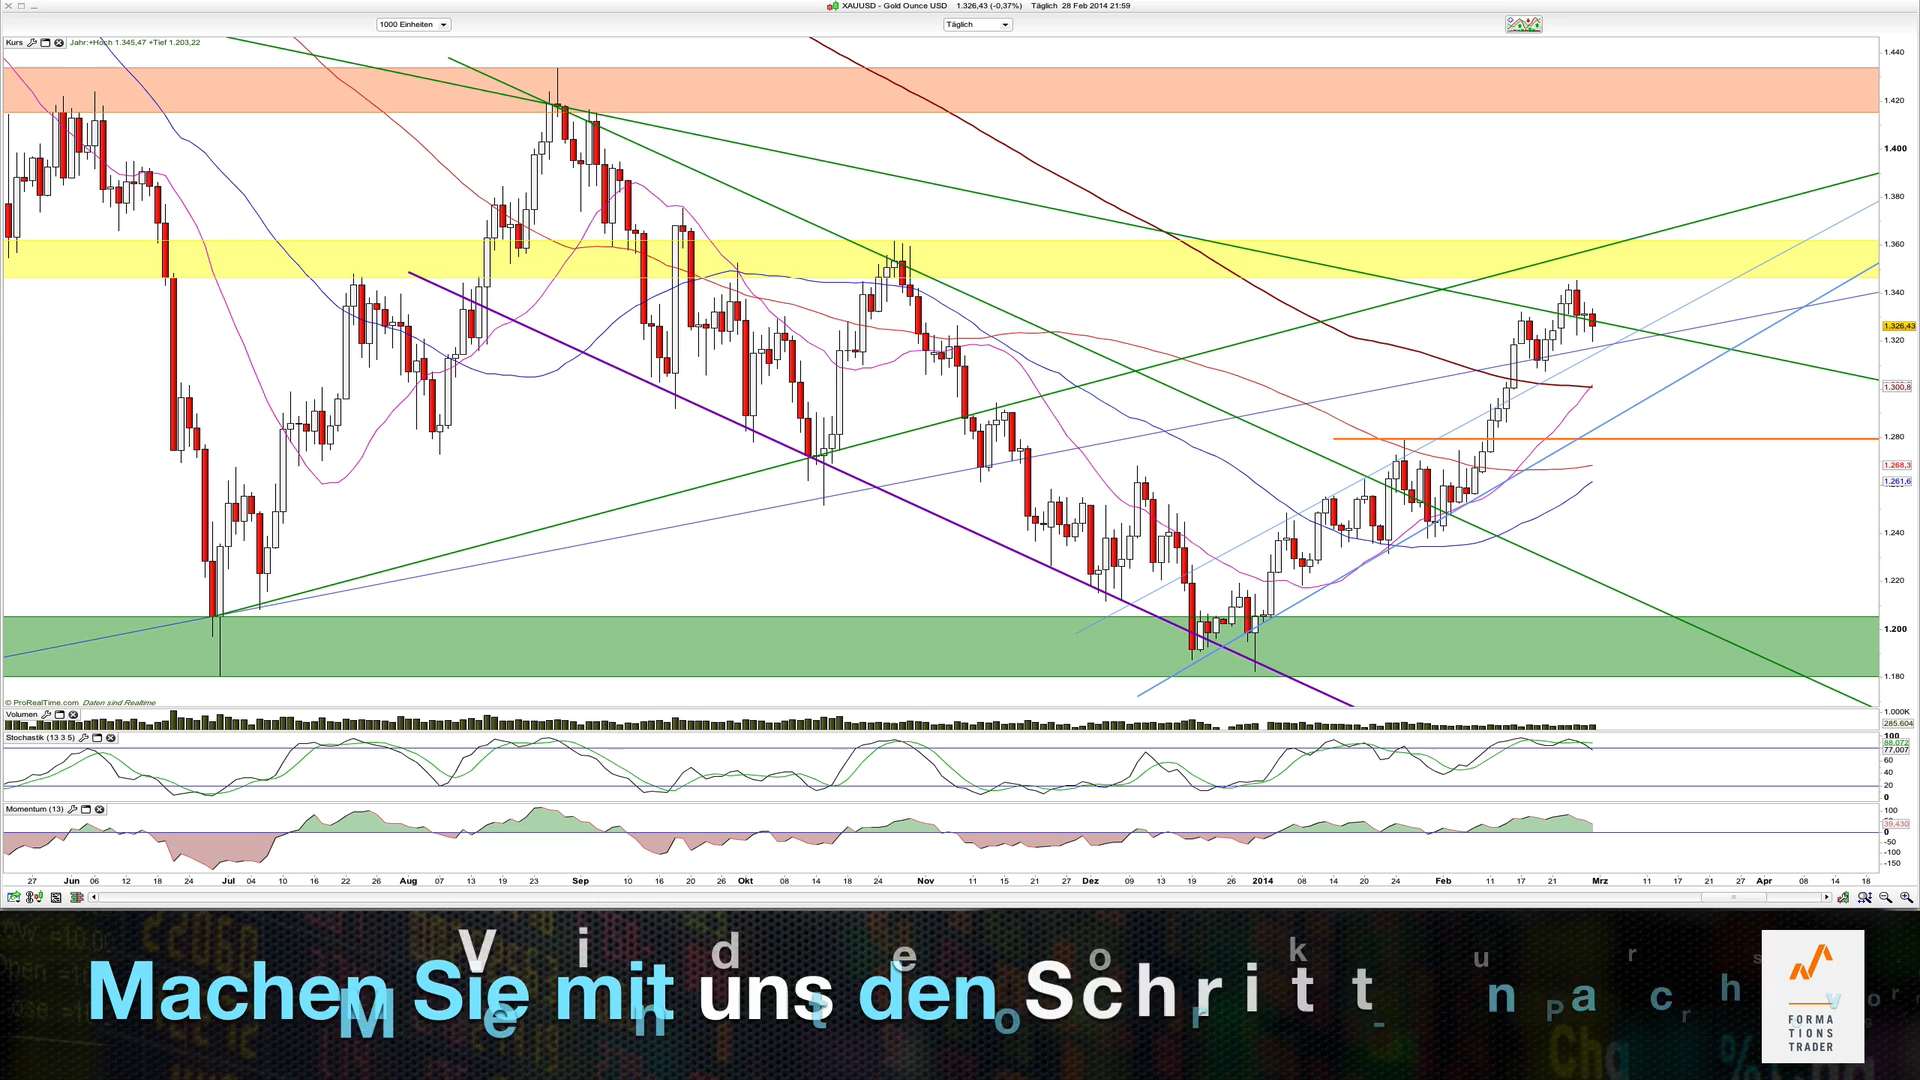 XAUUSD - Gold Ounce USD 1.326,43 (-0,37%) Täglich 28 Feb 2014 21:59
1000 Einheiten Täglich
Kurs Jahr:+Hoch 1.345,47 +Tief 1.203,22
1.440
1.420
1.400
1.380
1.360
1.340
1.326,43
1.320
1.300,8
1.280
1.268,3
1.261,6
1.240
1.220
1.200
1.180
© ProRealTime.com Daten sind Realtime
Volumen
1.000K
285.604
Stochastik (13 3 5)
100
88,072
77,007
60
40
20
0
Momentum (13)
100
39,430
0
-50
-100
-150
27 Jun 06 12 18 24 Jul 04 10 16 22 26 Aug 07 13 19 23 Sep 10 16 20 26 Okt 08 14 18 24 Nov 11 15 21 27 Dez 09 13 19 27 2014 08 14 20 24 Feb 11 17 21 Mrz 11 17 21 27 Apr 08 14 18
Video kurs
Machen Sie mit uns den Schritt nach vor
FORMA
TIONS
TRADER